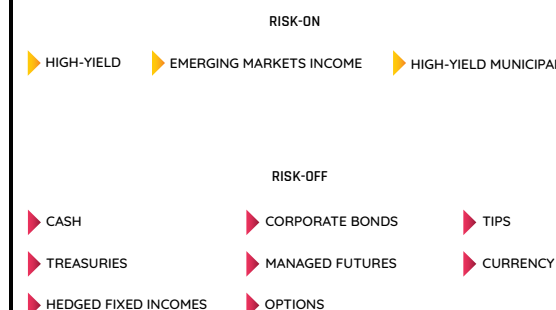 RISK-ON
HIGH-YIELD EMERGING MARKETS INCOME HIGH-YIELD
RISK-OFF
CASH CORPORATE BONDS TIPS
TREASURIES MANAGED FUTURES CURRENCY
HEDGED FIXED INCOMES OPTIONS